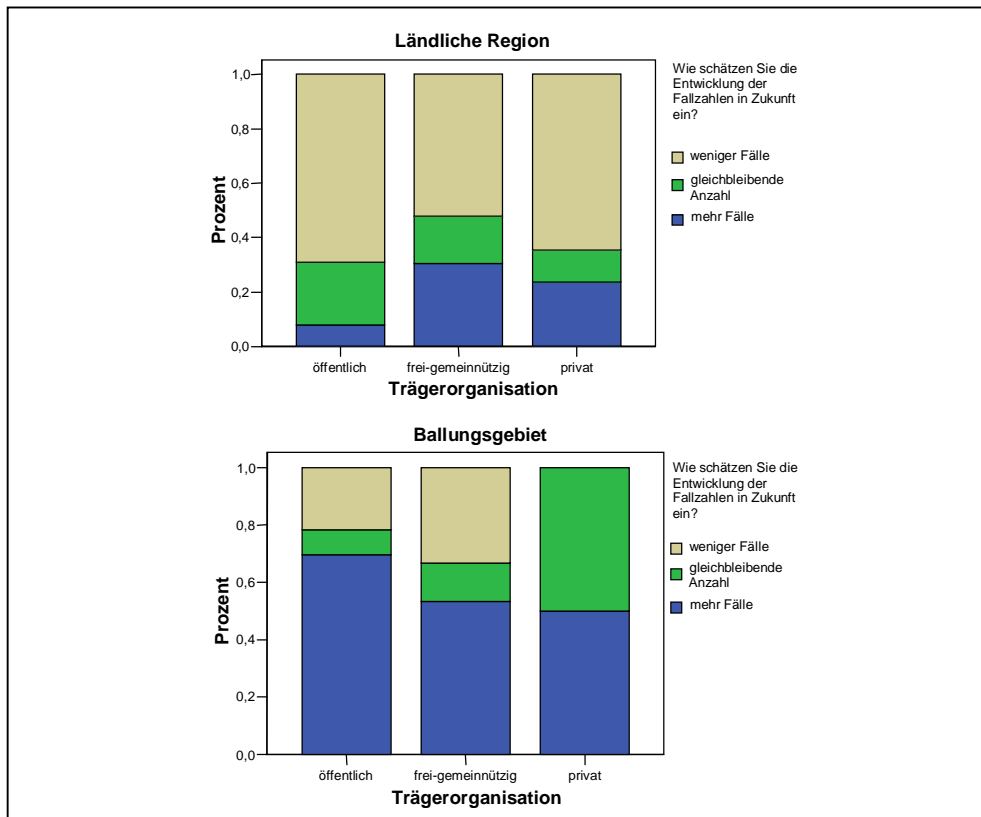 Ländliche Region
Wie schätzen Sie die
Entwicklung der
Fallzahlen in Zukunft
ein?
weniger Fälle
gleichbleibende
Anzahl
mehr Fälle
Prozent
1,0
0,8
0,6
0,4
0,2
0,0
öffentlich
frei-gemeinnützig
privat
Trägerorganisation
Ballungsgebiet
Wie schätzen Sie die
Entwicklung der
Fallzahlen in Zukunft
ein?
weniger Fälle
gleichbleibende
Anzahl
mehr Fälle
Prozent
1,0
0,8
0,6
0,4
0,2
0,0
öffentlich
frei-gemeinnützig
privat
Trägerorganisation